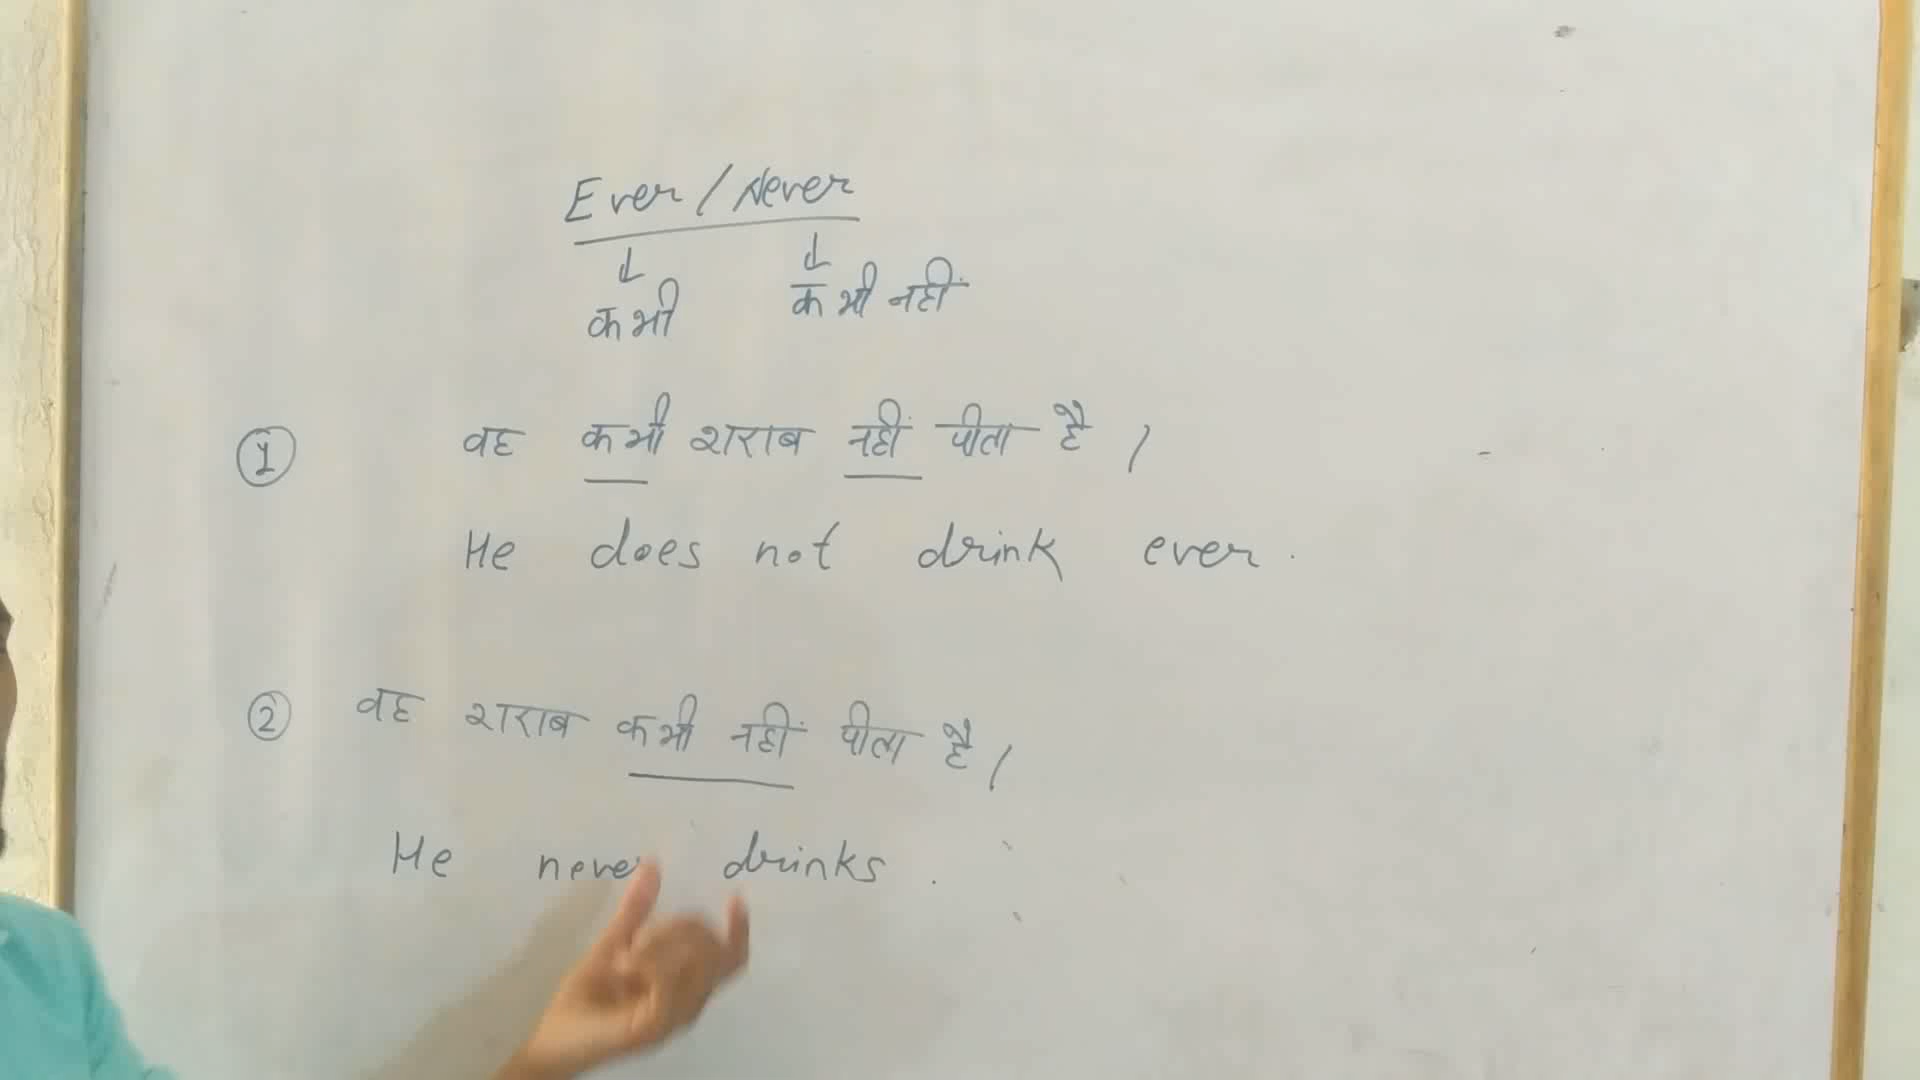 Ever / Never
↓ ↓
कभी कभी नहीं
① वह कभी शराब नहीं पीता है /
He does not drink ever.
② वह शराब कभी नहीं पीता है /
He never drinks.